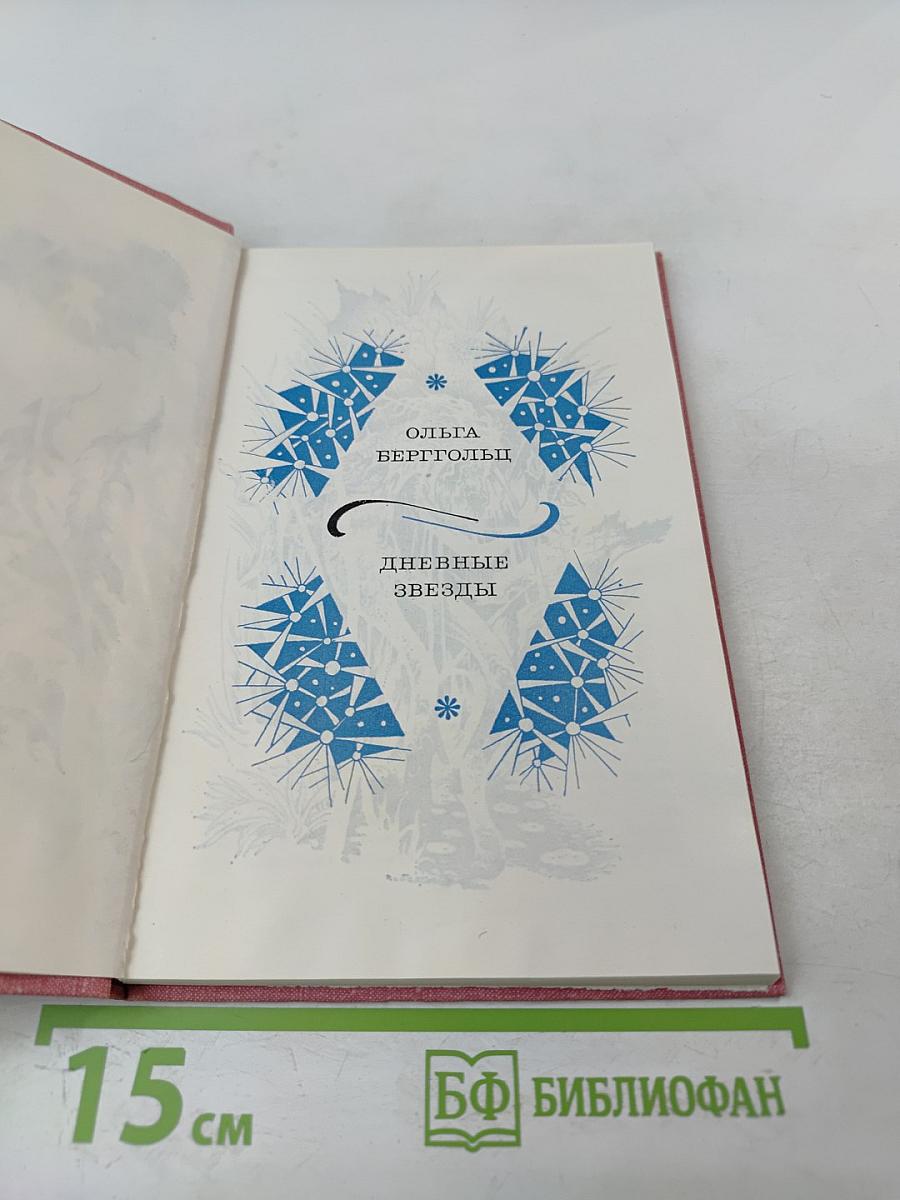 ОЛЬГА
БЕРГГОЛЬЦ
ДНЕВНЫЕ
ЗВЕЗДЫ
15 см
БФ БИБЛИОФАН